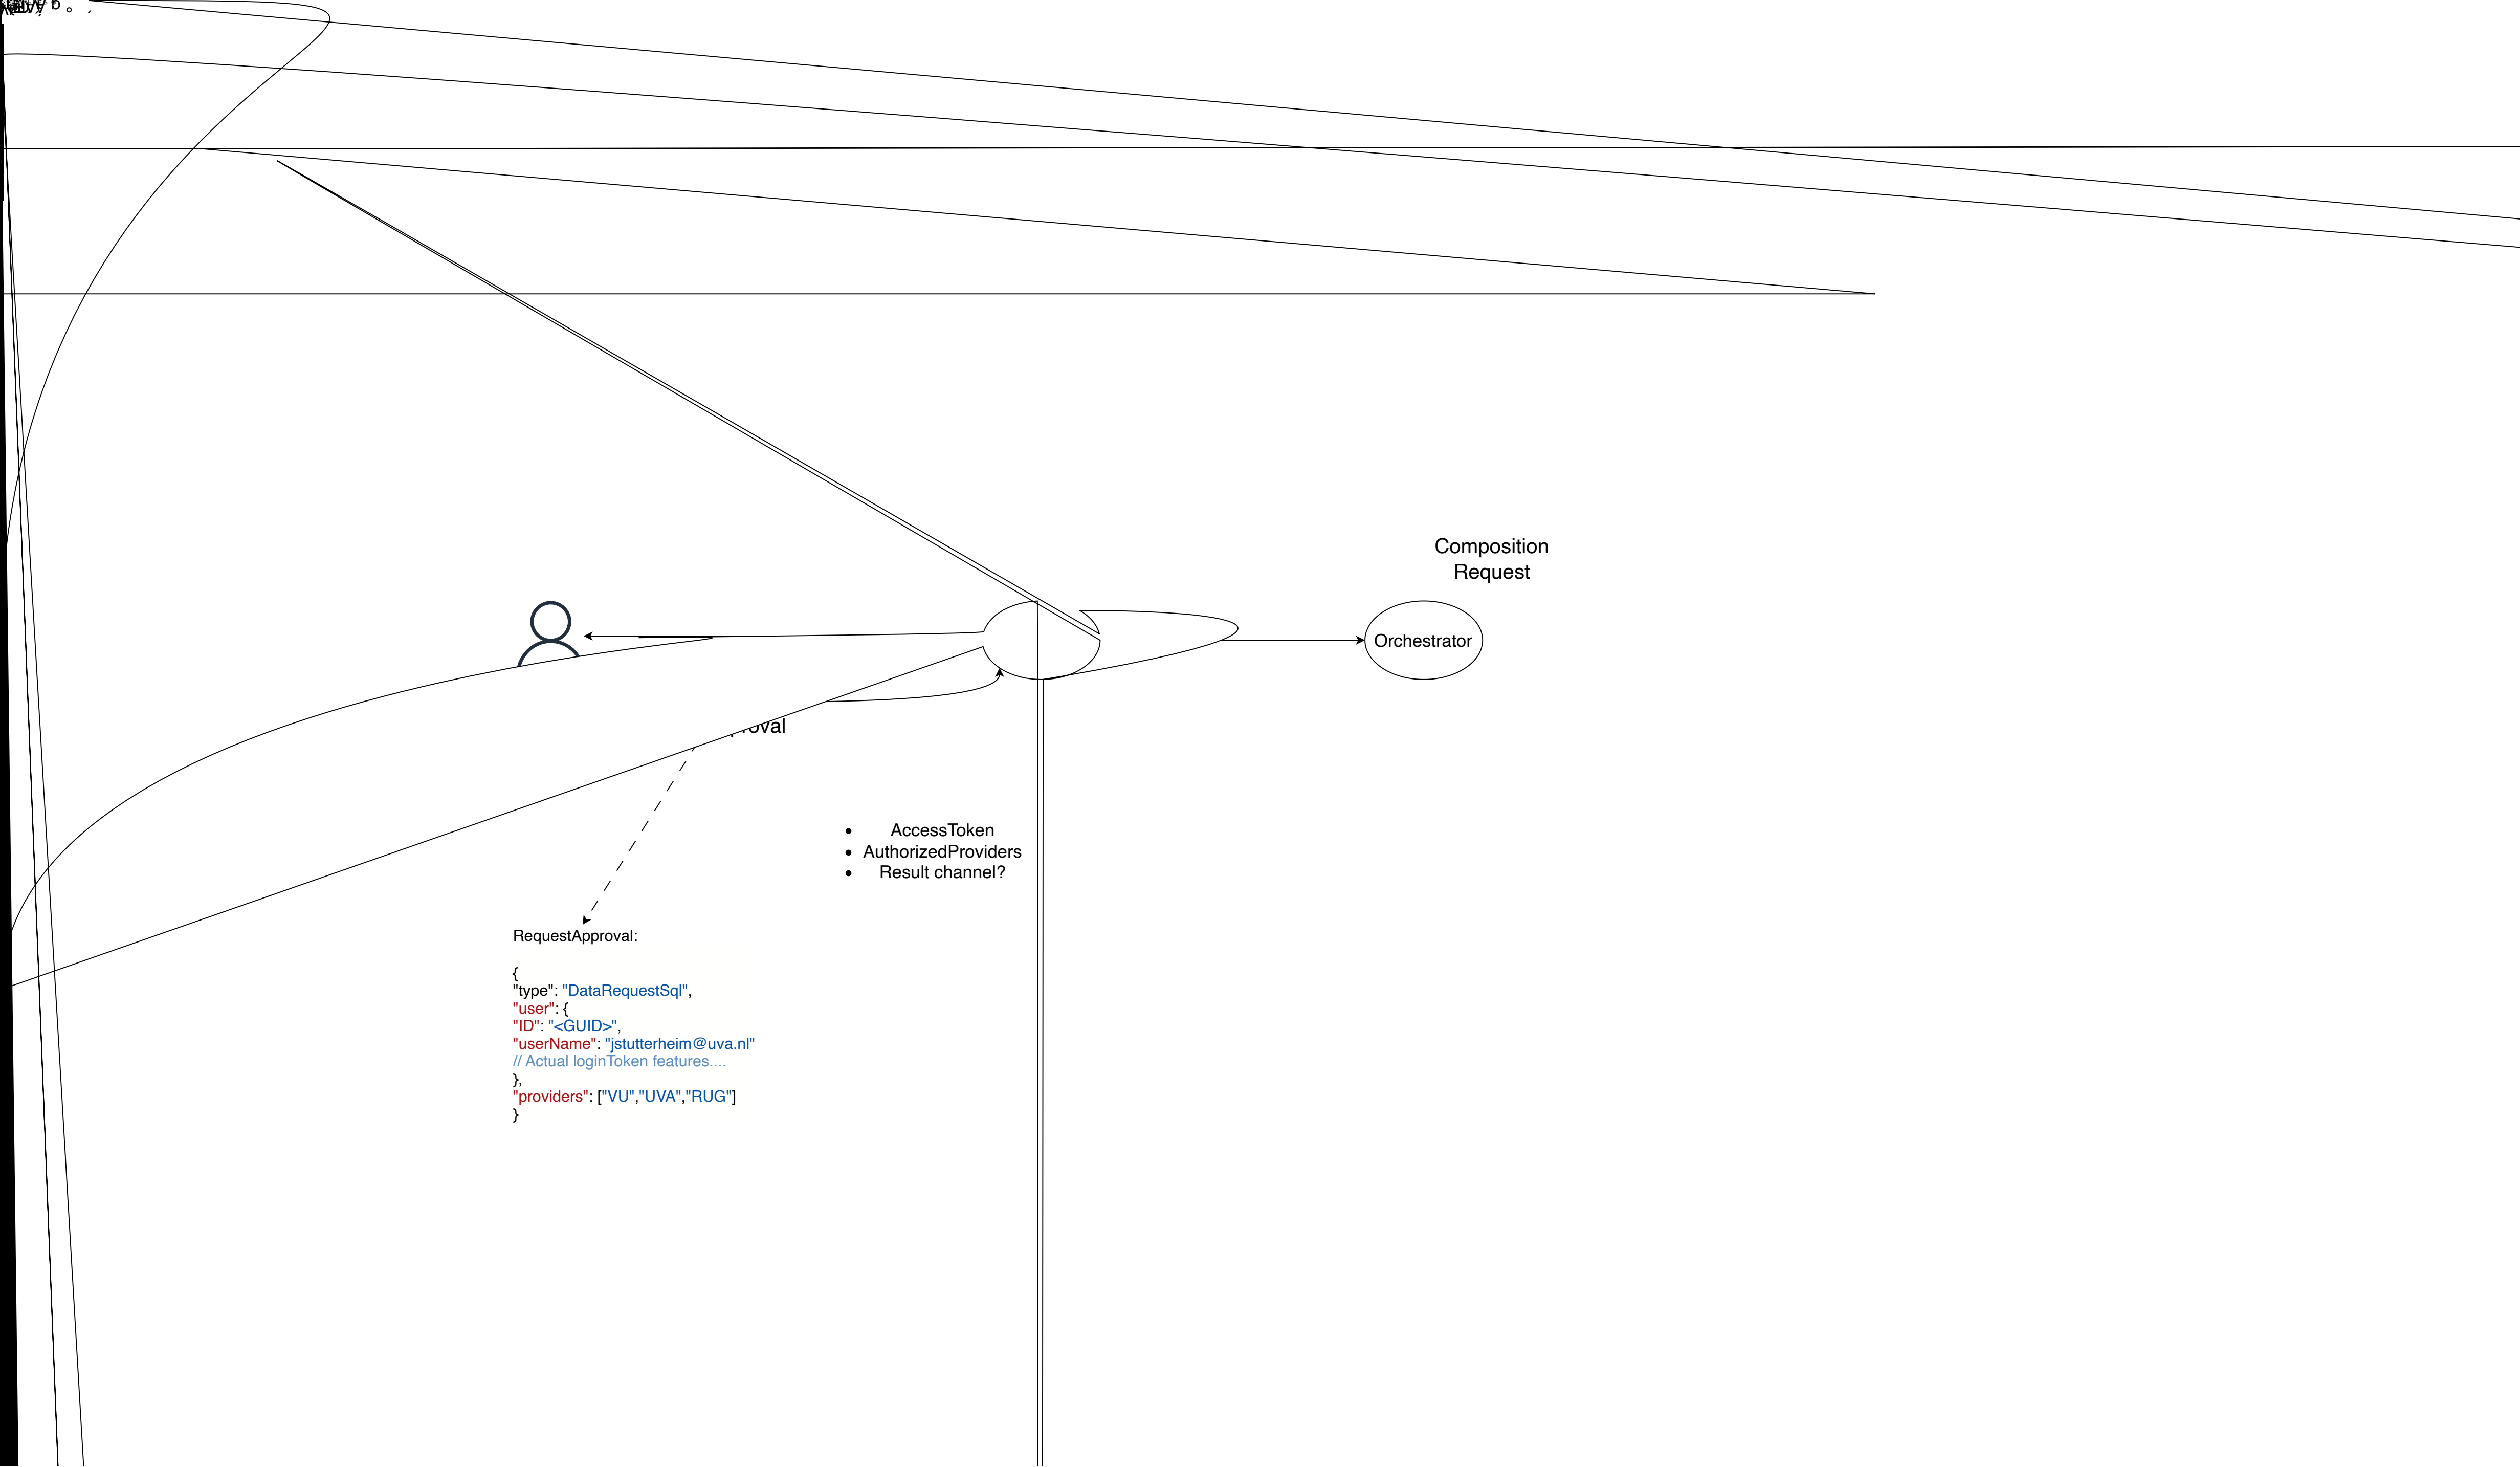 Composition
Request
Orchestrator
AccessToken
AuthorizedProviders
Result channel?
RequestApproval:
{
"type": "DataRequestSql",
"user": {
"ID": "<GUID>",
"userName": "jstutterheim@uva.nl"
// Actual loginToken features....
},
"providers": ["VU","UVA","RUG"]
}